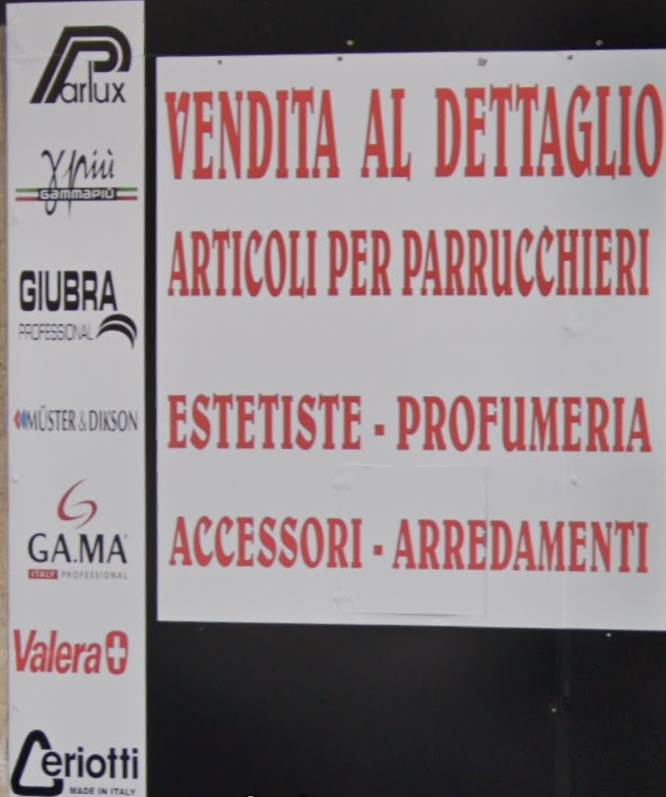 Parlux
γpiù
GAMMAPIÙ
GIUBRA
PROFESSIONAL
MÜSTER & DIKSON
GA.MA
ITALY PROFESSIONAL
Valera
Ceriotti
MADE IN ITALY
VENDITA AL DETTAGLIO
ARTICOLI PER PARRUCCHIERI
ESTETISTE - PROFUMERIA
ACCESSORI - ARREDAMENTI